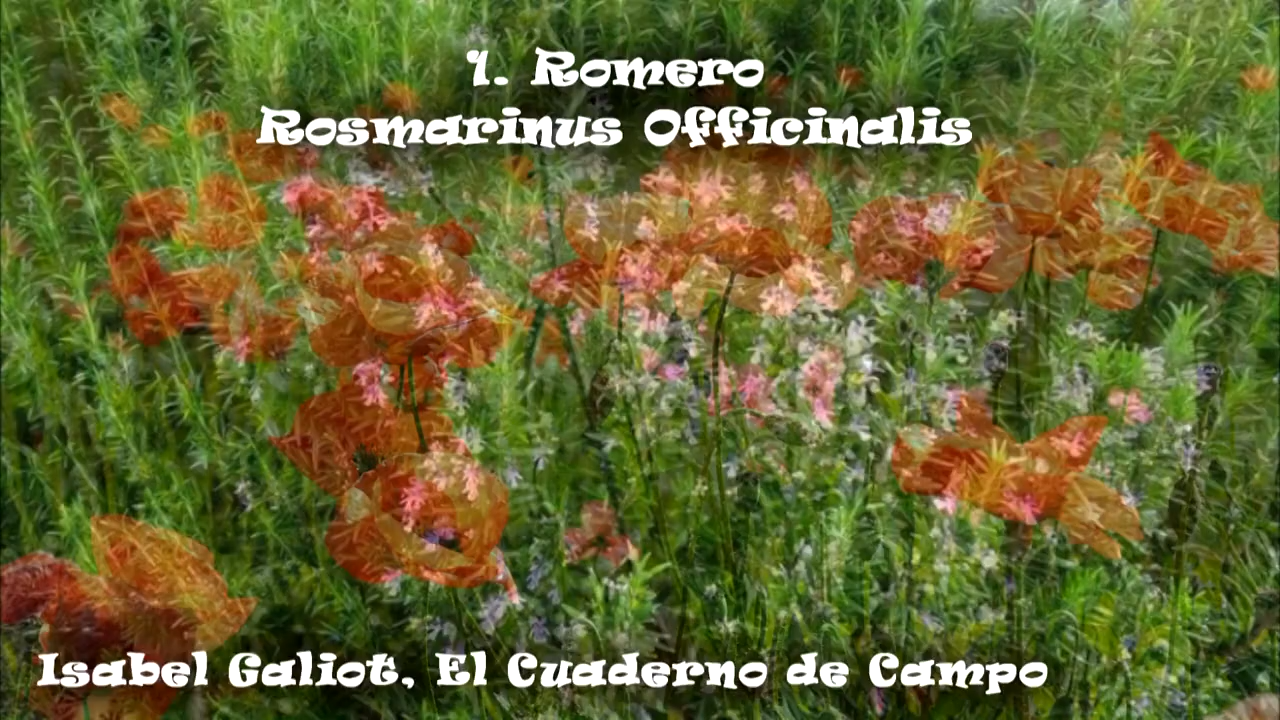 1. Romero
Rosmarinus Officinalis
Isabel Galiot, El Cuaderno de Campo